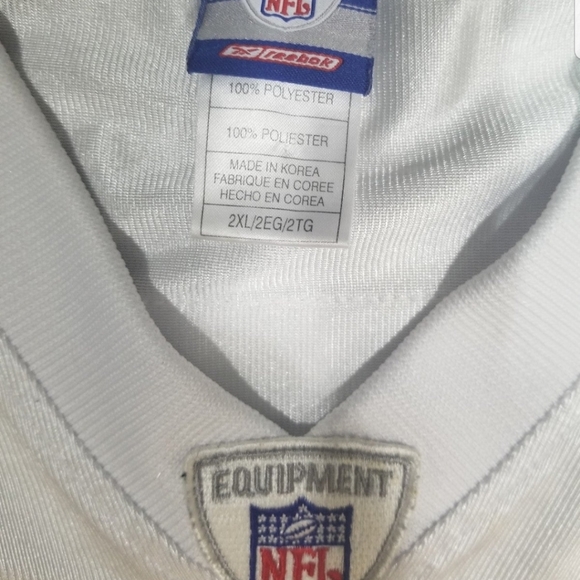 NFL
Reebok
100% POLYESTER
100% POLIESTER
MADE IN KOREA
FABRIQUE EN COREE
HECHO EN COREA
2XL/2EG/2TG
EQUIPMENT
NFL